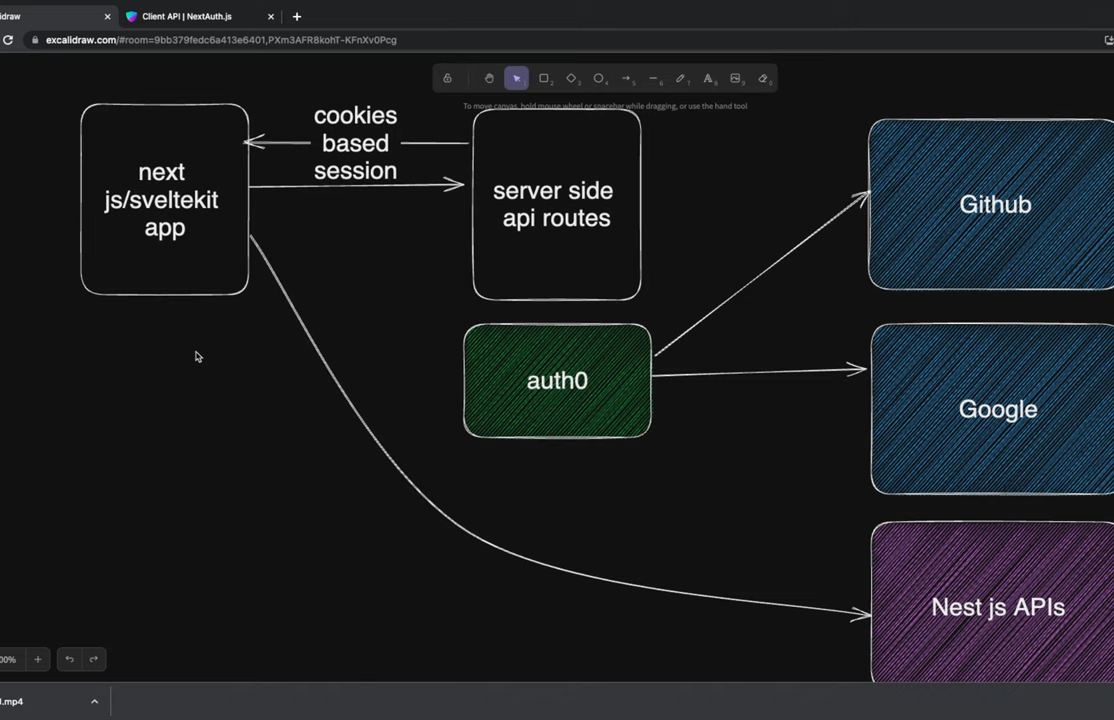 idraw
Client API | NextAuth.js
excalidraw.com/#room=9bb379fedc6a413e6401,PXm3AFR8kohT-KFnXv0Pcg
To move canvas, hold mouse wheel or spacebar while dragging, or use the hand tool
cookies
based
session
next
js/sveltekit
app
server side
api routes
Github
auth0
Google
Nest js APIs
00%
.mp4